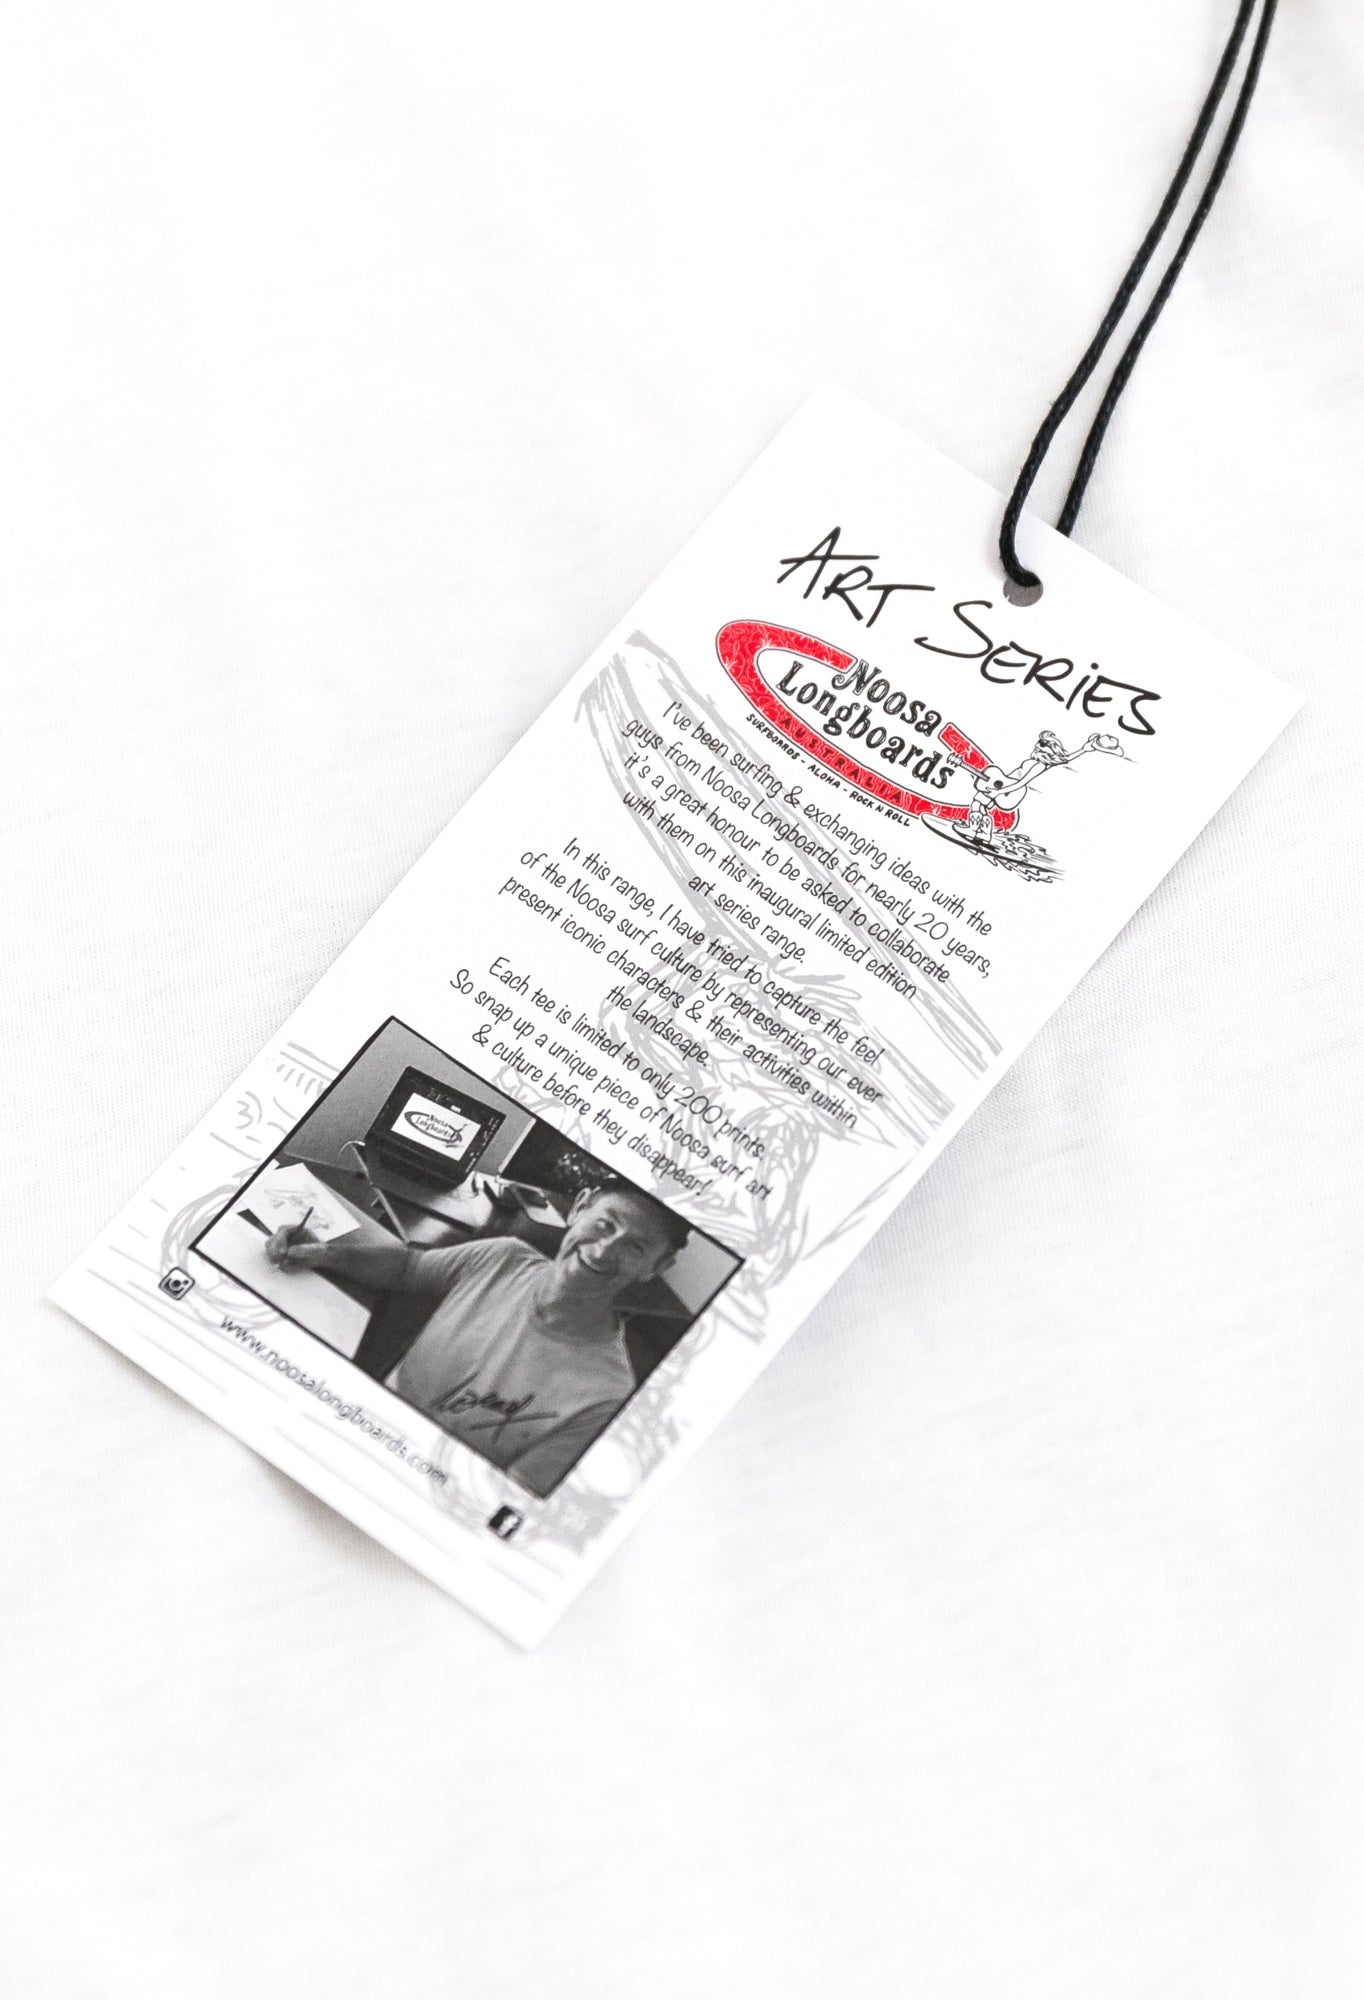 ART SERIES
Noosa
Longboards
AUSTRALIA
SURFBOARDS - ALOHA - ROCK N ROLL
I've been surfing & exchanging ideas with the
guys from Noosa Longboards for nearly 20 years,
it's a great honour to be asked to collaborate
with them on this inaugural limited edition
art series range.
In this range, I have tried to capture the feel
of the Noosa surf culture by representing our ever
present iconic characters & their activities within
the landscape.
Each tee is limited to only 200 prints.
So snap up a unique piece of Noosa surf art
& culture before they disappear!
Noosa
Longboards
www.noosalongboards.com
f